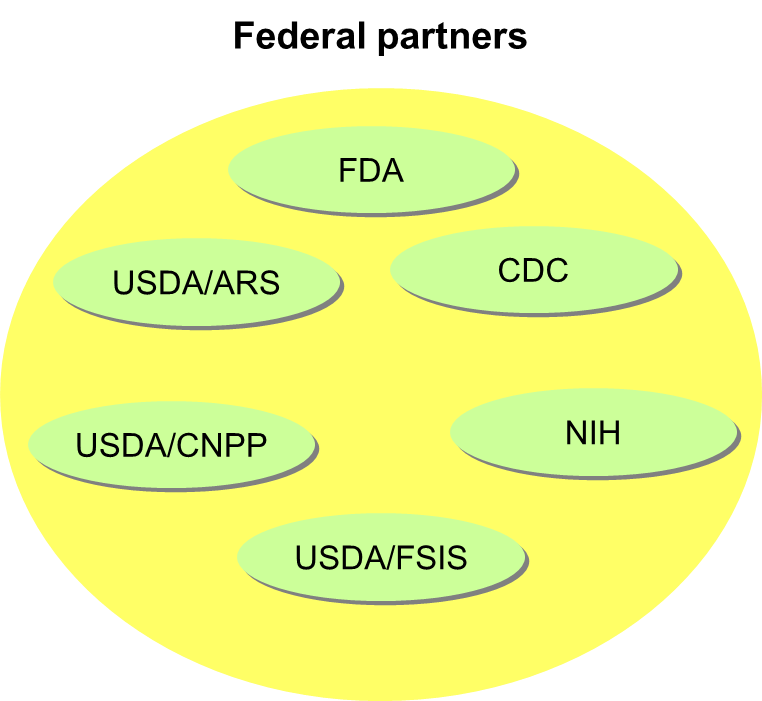 Federal partners
FDA
CDC
USDA/ARS
NIH
USDA/CNPP
USDA/FSIS